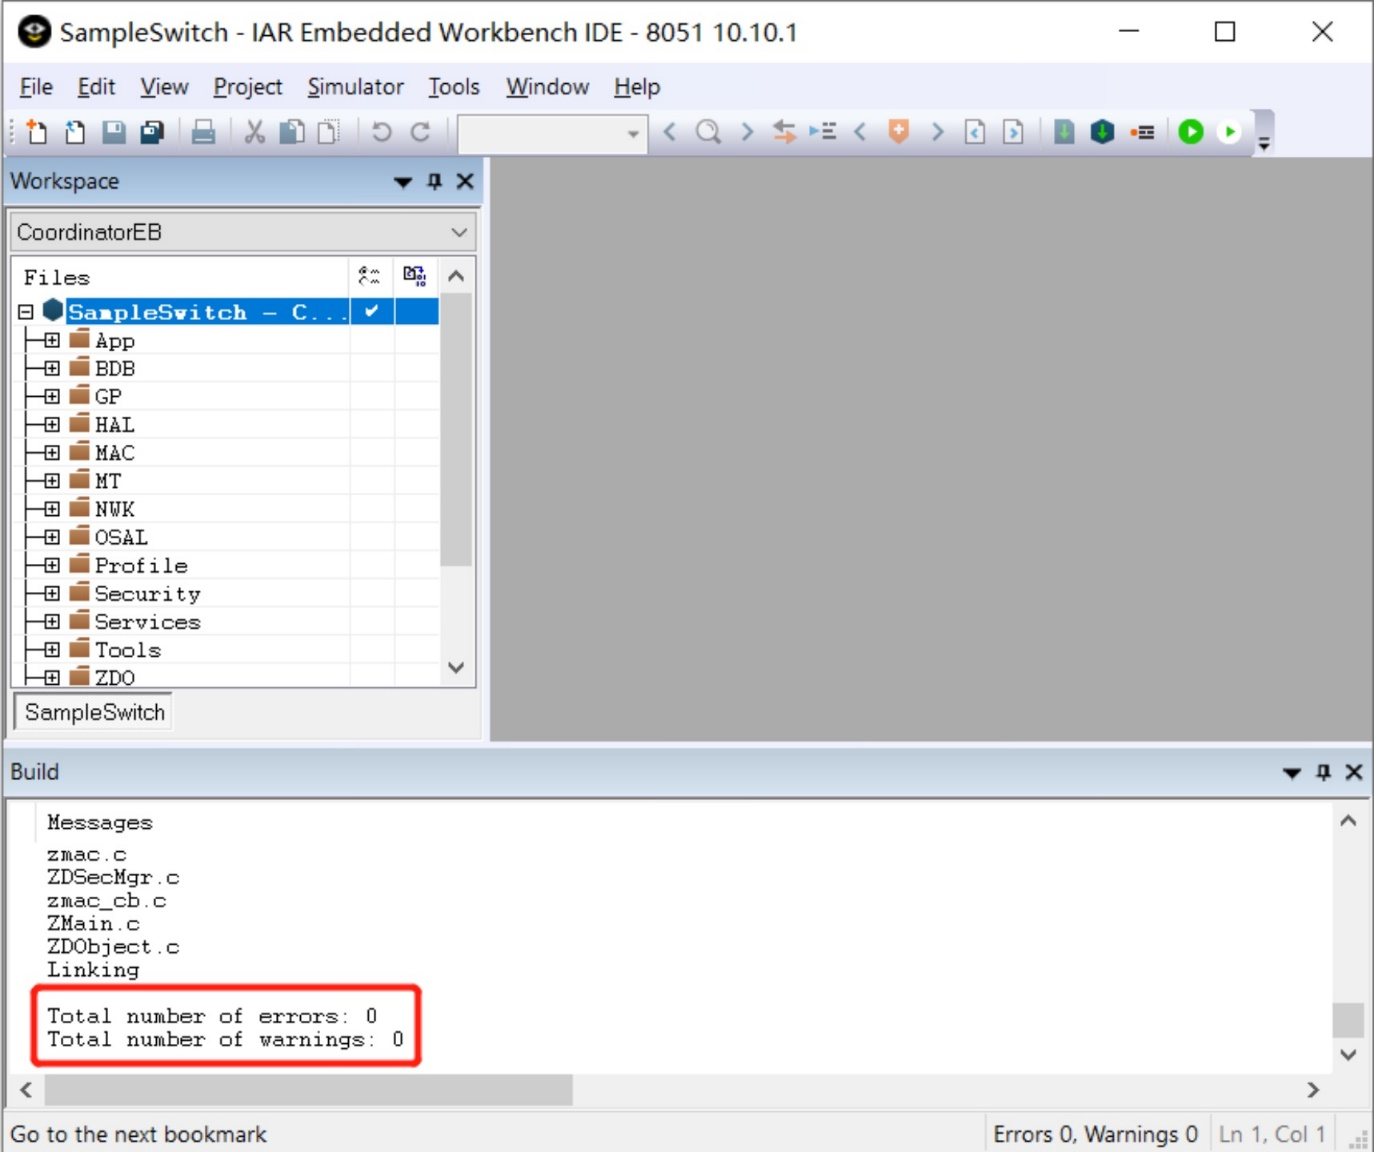 SampleSwitch - IAR Embedded Workbench IDE - 8051 10.10.1
File Edit View Project Simulator Tools Window Help
Workspace
CoordinatorEB
Files
SampleSwitch - C...
App
BDB
GP
HAL
MAC
MT
NWK
OSAL
Profile
Security
Services
Tools
ZDO
SampleSwitch
Build
Messages
zmac.c
ZDSecMgr.c
zmac_cb.c
ZMain.c
ZDObject.c
Linking
Total number of errors: 0
Total number of warnings: 0
Go to the next bookmark Errors 0, Warnings 0 Ln 1, Col 1